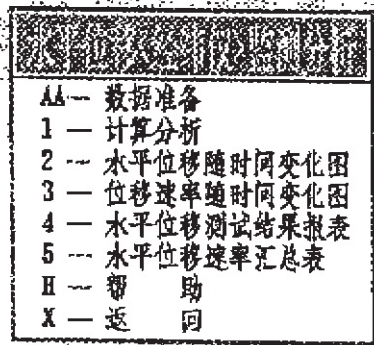 AA— 数据准备
1 — 计算分析
2 --- 水平位移随时间变化图
3 — 位移速率随时间变化图
4 — 水平位移测试结果报表
5 --- 水平位移速率汇总表
H — 帮 助
X — 返 回